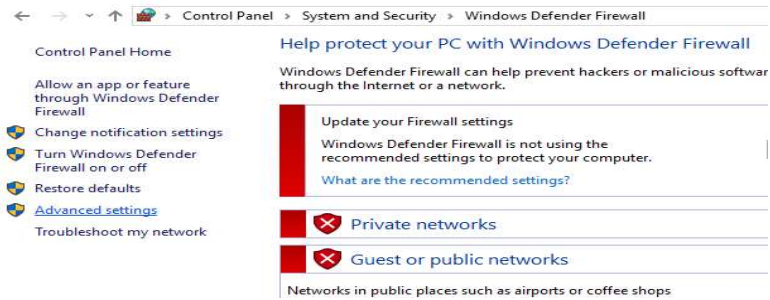 Control Panel > System and Security > Windows Defender Firewall
Control Panel Home
Allow an app or feature
through Windows Defender
Firewall
Change notification settings
Turn Windows Defender
Firewall on or off
Restore defaults
Advanced settings
Troubleshoot my network
Help protect your PC with Windows Defender Firewall
Windows Defender Firewall can help prevent hackers or malicious softwar
through the Internet or a network.
Update your Firewall settings
Windows Defender Firewall is not using the
recommended settings to protect your computer.
What are the recommended settings?
Private networks
Guest or public networks
Networks in public places such as airports or coffee shops